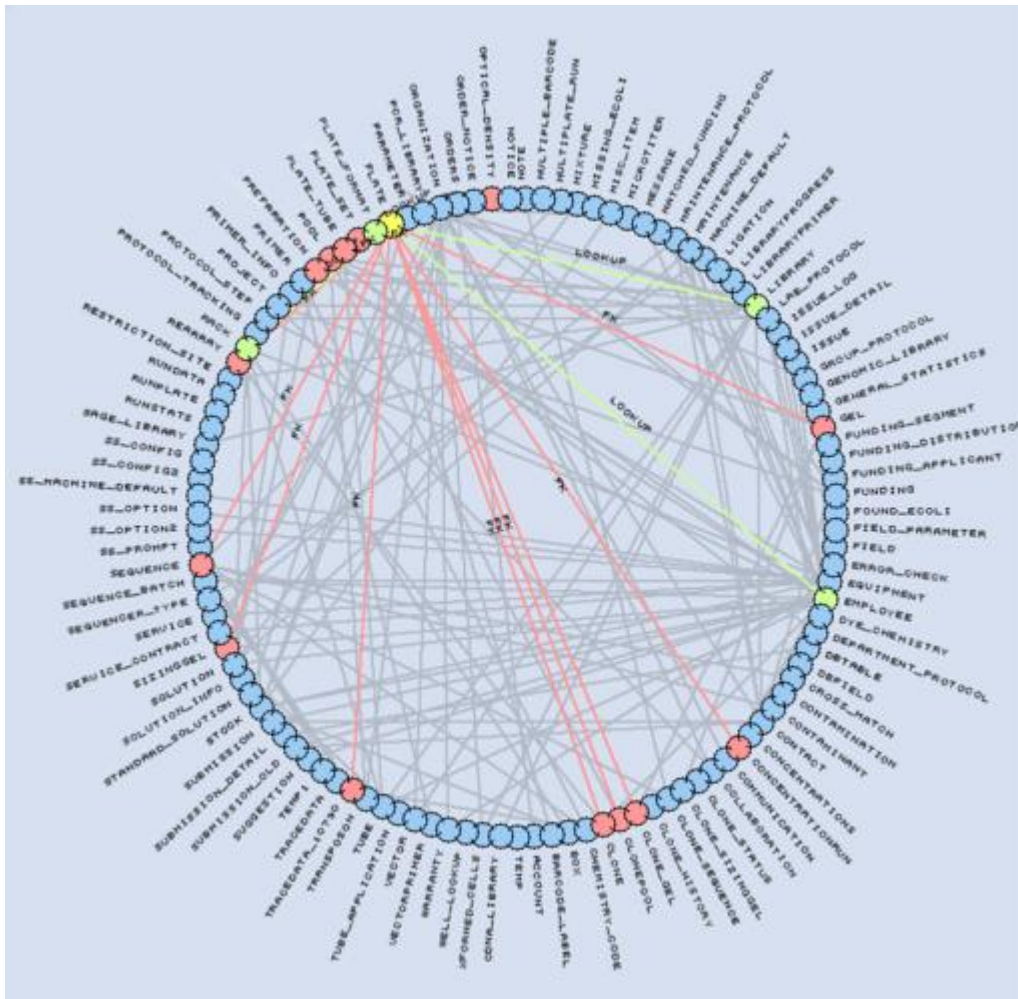 OPTICAL_DENSITY
NOTICE
NOTE
MULTIPLE_BARCODE
MULTIPLATE_RUN
MIXTURE
MISSING_ECOLI
MISC_ITEM
MICROTITER
MESSAGE
MATCHED_FUNDING
MAINTENANCE_PROTOCOL
MAINTENANCE
MACHINE_DEFAULT
LIGATION
LIBRARYPROGRESS
LIBRARYPRIMER
LIBRARY
LAB_PROTOCOL
ISSUE_LOG
ISSUE_DETAIL
ISSUE
GROUP_PROTOCOL
GENOMIC_LIBRARY
GENERAL_STATISTICS
GEL
FUNDING_SEGMENT
FUNDING_DISTRIBUTIO
FUNDING_APPLICANT
FUNDING
FOUND_ECOLI
FIELD_PARAMETER
FIELD
ERROR_CHECK
EQUIPMENT
EMPLOYEE
DYE_CHEMISTRY
DEPARTMENT_PROTOCOL
DBTABLE
DBFIELD
CROSS_MATCH
CONTAMINATION
CONTAMINANT
CONTACT
CONCENTRATIONS
CONCENTRATIONRUN
COMMUNICATION
COLLABORATION
CLONE_STATUS
CLONE_SIZINGGEL
CLONE_SEQUENCE
CLONE_HISTORY
CLONE_GEL
CLONEPOOL
CLONE
CHEMISTRY_CODE
BOX
BARCODE_LABEL
ACCOUNT
TEMP
CDNA_LIBRARY
SFORMED_CELLS
WELL_LOOKUP
WARRANTY
VECTORPRIMER
VECTOR
TUBE_APPLICATION
TUBE
TRANSPOSON
TRACEDATA_IO730
TRACEDATA
TEMP1
SUGGESTION
SUBMISSION_OLD
SUBMISSION_DETAIL
SUBMISSION
STOCK
STANDARD_SOLUTION
SOLUTION_INFO
SOLUTION
SIZINGGEL
SERVICE_CONTRACT
SERVICE
SEQUENCER_TYPE
SEQUENCE_BATCH
SEQUENCE
SS_PROMPT
SS_OPTION2
SS_OPTION
SS_MACHINE_DEFAULT
SS_CONFIG2
SS_CONFIG
SAGE_LIBRARY
RUNSTATS
RUNPLATE
RUNDATA
RESTRICTION_SITE
REARRAY
RACK
PROTOCOL_TRACKING
PROTOCOL_STEP
PROJECT
PRIMER_INFO
PRIMER
PREPARATION
POOL
PLATE_TUBE
PLATE_SET
PLATE_FORMAT
PLATE
PARAMETER
PCR_LIBRARY
ORGANIZATION
ORDERS
ORDER_NOTICE
LOOKUP
LOOKUP
FK
FK
FK
FK
FK